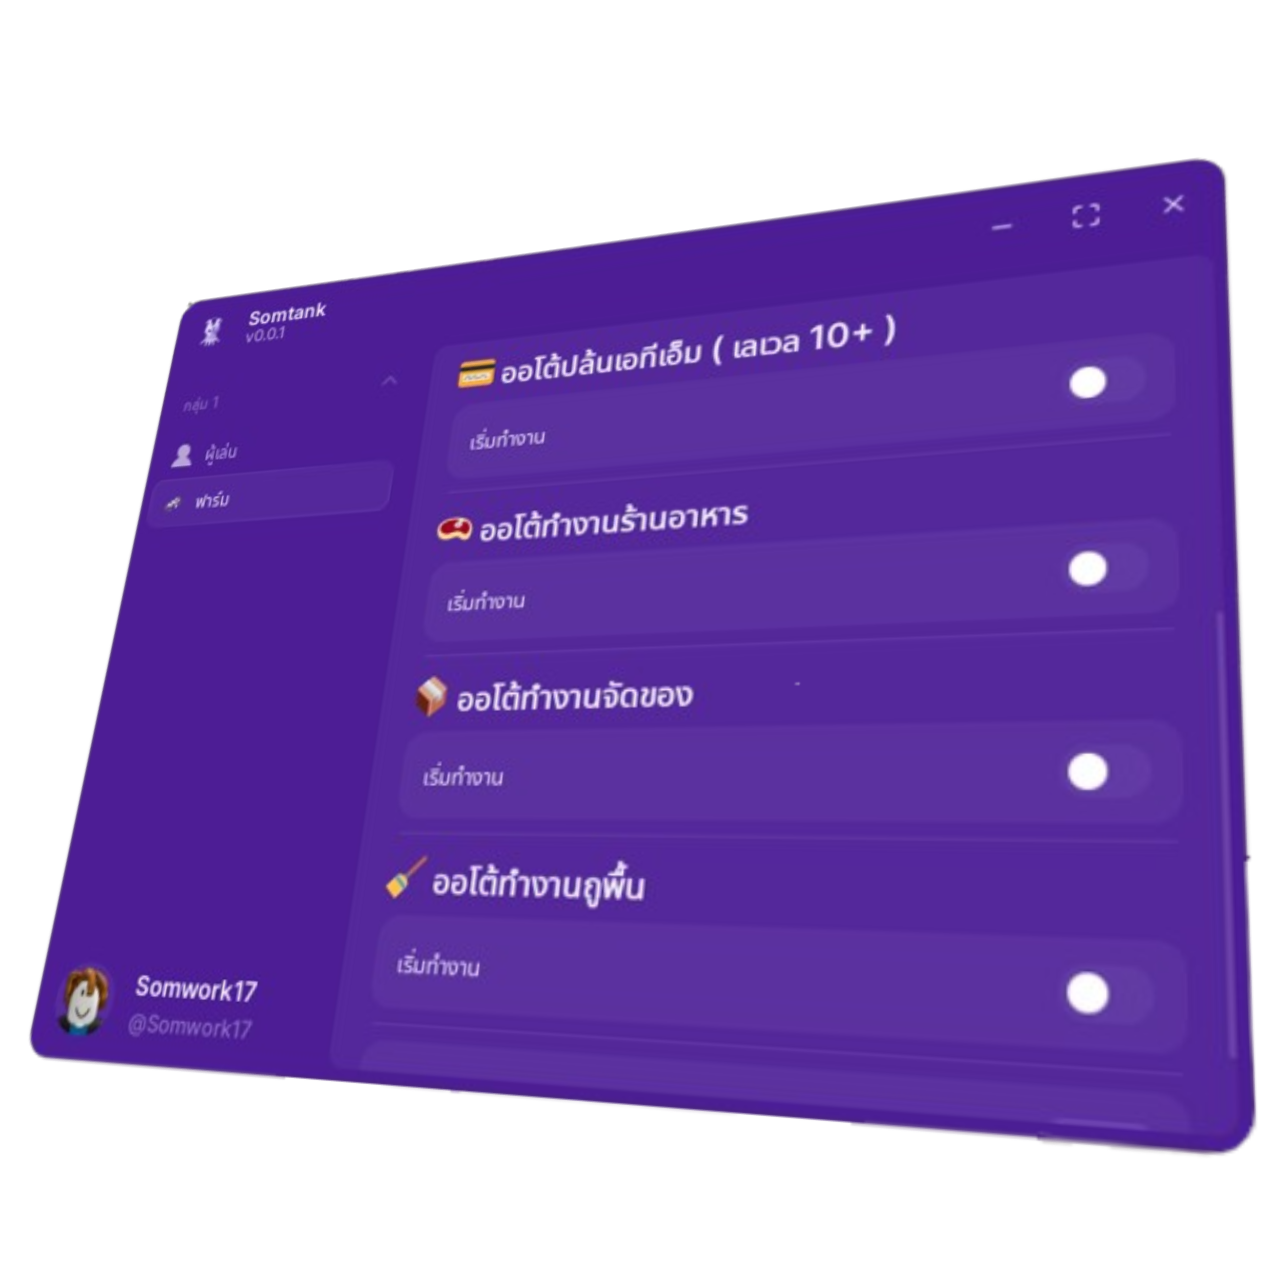 Somtank
v0.0.1
กลุ่ม 1
ผู้เล่น
ฟาร์ม
ออโต้ปล้นเอทีเอ็ม ( เลเวล 10+ )
เริ่มทำงาน
ออโต้ทำงานร้านอาหาร
เริ่มทำงาน
ออโต้ทำงานจัดของ
เริ่มทำงาน
ออโต้ทำงานถูพื้น
เริ่มทำงาน
Somwork17
@Somwork17